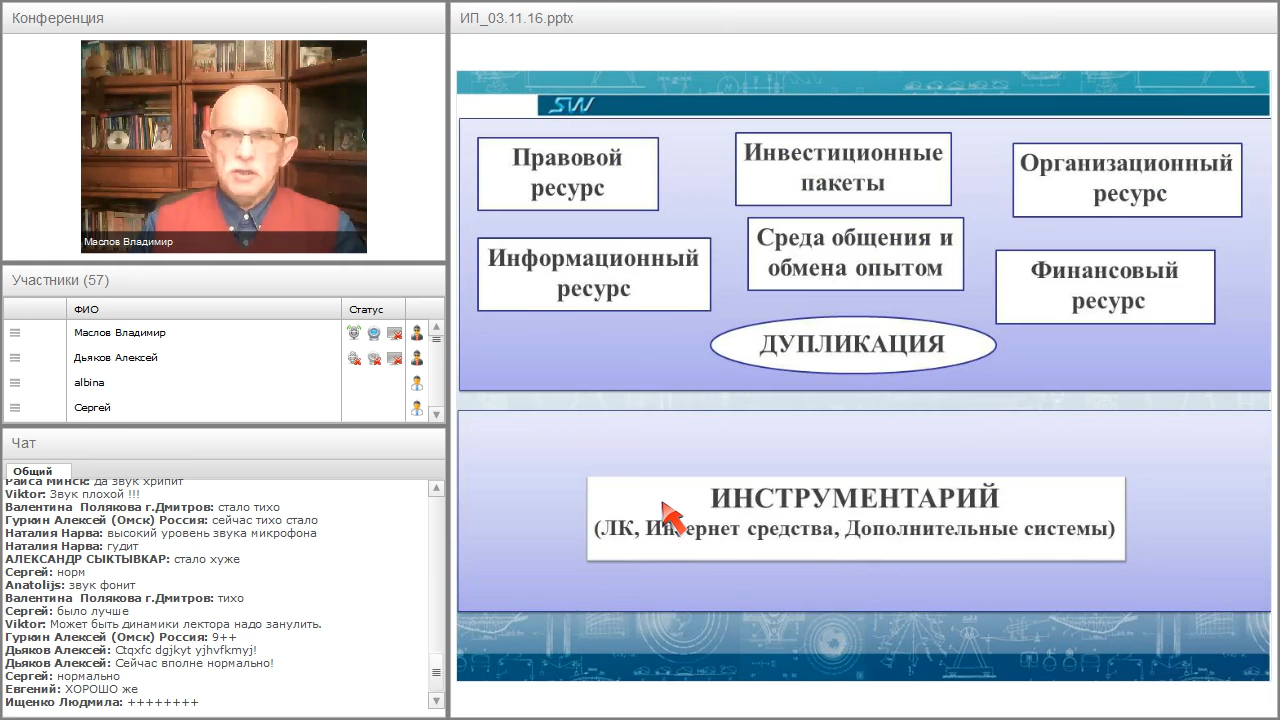 Конференция
Маслов Владимир
Участники (57)
ФИО
Статус
Маслов Владимир
Дьяков Алексей
albina
Сергей
Чат
Общий
Раиса Минск: да звук хрипит
Viktor: Звук плохой !!!
Валентина Полякова г.Дмитров: стало тихо
Гуркин Алексей (Омск) Россия: сейчас тихо стало
Наталия Нарва: высокий уровень звука микрофона
Наталия Нарва: гудит
АЛЕКСАНДР СЫКТЫВКАР: стало хуже
Сергей: норм
Anatolijs: звук фонит
Валентина Полякова г.Дмитров: тихо
Сергей: было лучше
Viktor: Может быть динамики лектора надо занулить.
Гуркин Алексей (Омск) Россия: 9++
Дьяков Алексей: Ctqxfc dgjkyt yjhvfkmyj!
Дьяков Алексей: Сейчас вполне нормально!
Сергей: нормально
Евгений: ХОРОШО же
Ищенко Людмила: ++++++++
ИП_03.11.16.pptx
SW
Правовой
ресурс
Инвестиционные
пакеты
Организационный
ресурс
Информационный
ресурс
Среда общения и
обмена опытом
Финансовый
ресурс
ДУПЛИКАЦИЯ
ИНСТРУМЕНТАРИЙ
(ЛК, Интернет средства, Дополнительные системы)